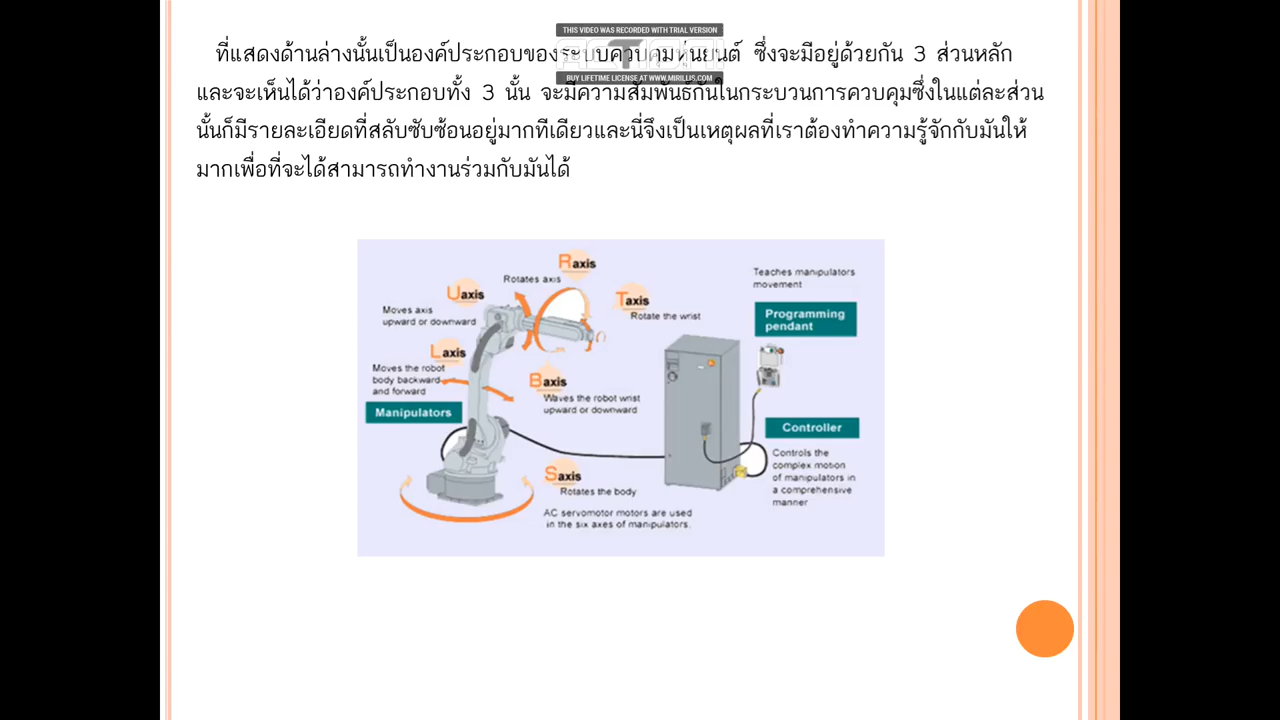 THIS VIDEO WAS RECORDED WITH TRIAL VERSION
ACTION!
BUY LIFETIME LICENSE AT WWW.MIRILLIS.COM
ที่แสดงด้านล่างนั้นเป็นองค์ประกอบของระบบควบคุมหุ่นยนต์ ซึ่งจะมีอยู่ด้วยกัน 3 ส่วนหลัก
และจะเห็นได้ว่าองค์ประกอบทั้ง 3 นั้น จะมีความสัมพันธ์กันในกระบวนการควบคุมซึ่งในแต่ละส่วน
นั้นก็มีรายละเอียดที่สลับซับซ้อนอยู่มากทีเดียวและนี่จึงเป็นเหตุผลที่เราต้องทำความรู้จักกับมันให้
มากเพื่อที่จะได้สามารถทำงานร่วมกับมันได้
Raxis
Rotates axis
Uaxis
Moves axis
upward or downward
Taxis
Rotate the wrist
Teaches manipulators
movement
Programming
pendant
Laxis
Moves the robot
body backward
and forward
Baxis
Waves the robot wrist
upward or downward
Manipulators
Controller
Controls the
complex motion
of manipulators in
a comprehensive
manner
Saxis
Rotates the body
AC servomotor motors are used
in the six axes of manipulators.